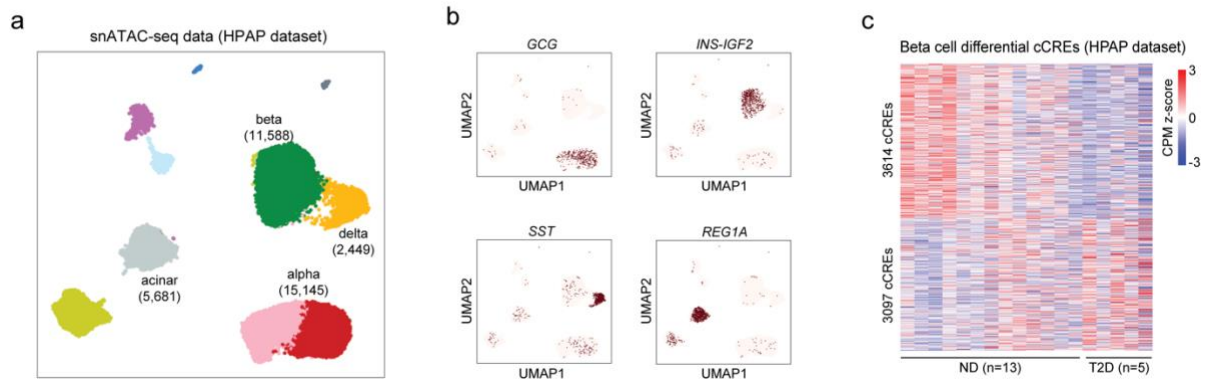 a
snATAC-seq data (HPAP dataset)
beta
(11,588)
delta
(2,449)
acinar
(5,681)
alpha
(15,145)
b
GCG
INS-IGF2
UMAP2
UMAP2
UMAP1
UMAP1
SST
REG1A
UMAP2
UMAP2
UMAP1
UMAP1
c
Beta cell differential cCREs (HPAP dataset)
3614 cCREs
3097 cCREs
3
0
-3
CPM z-score
ND (n=13)
T2D (n=5)